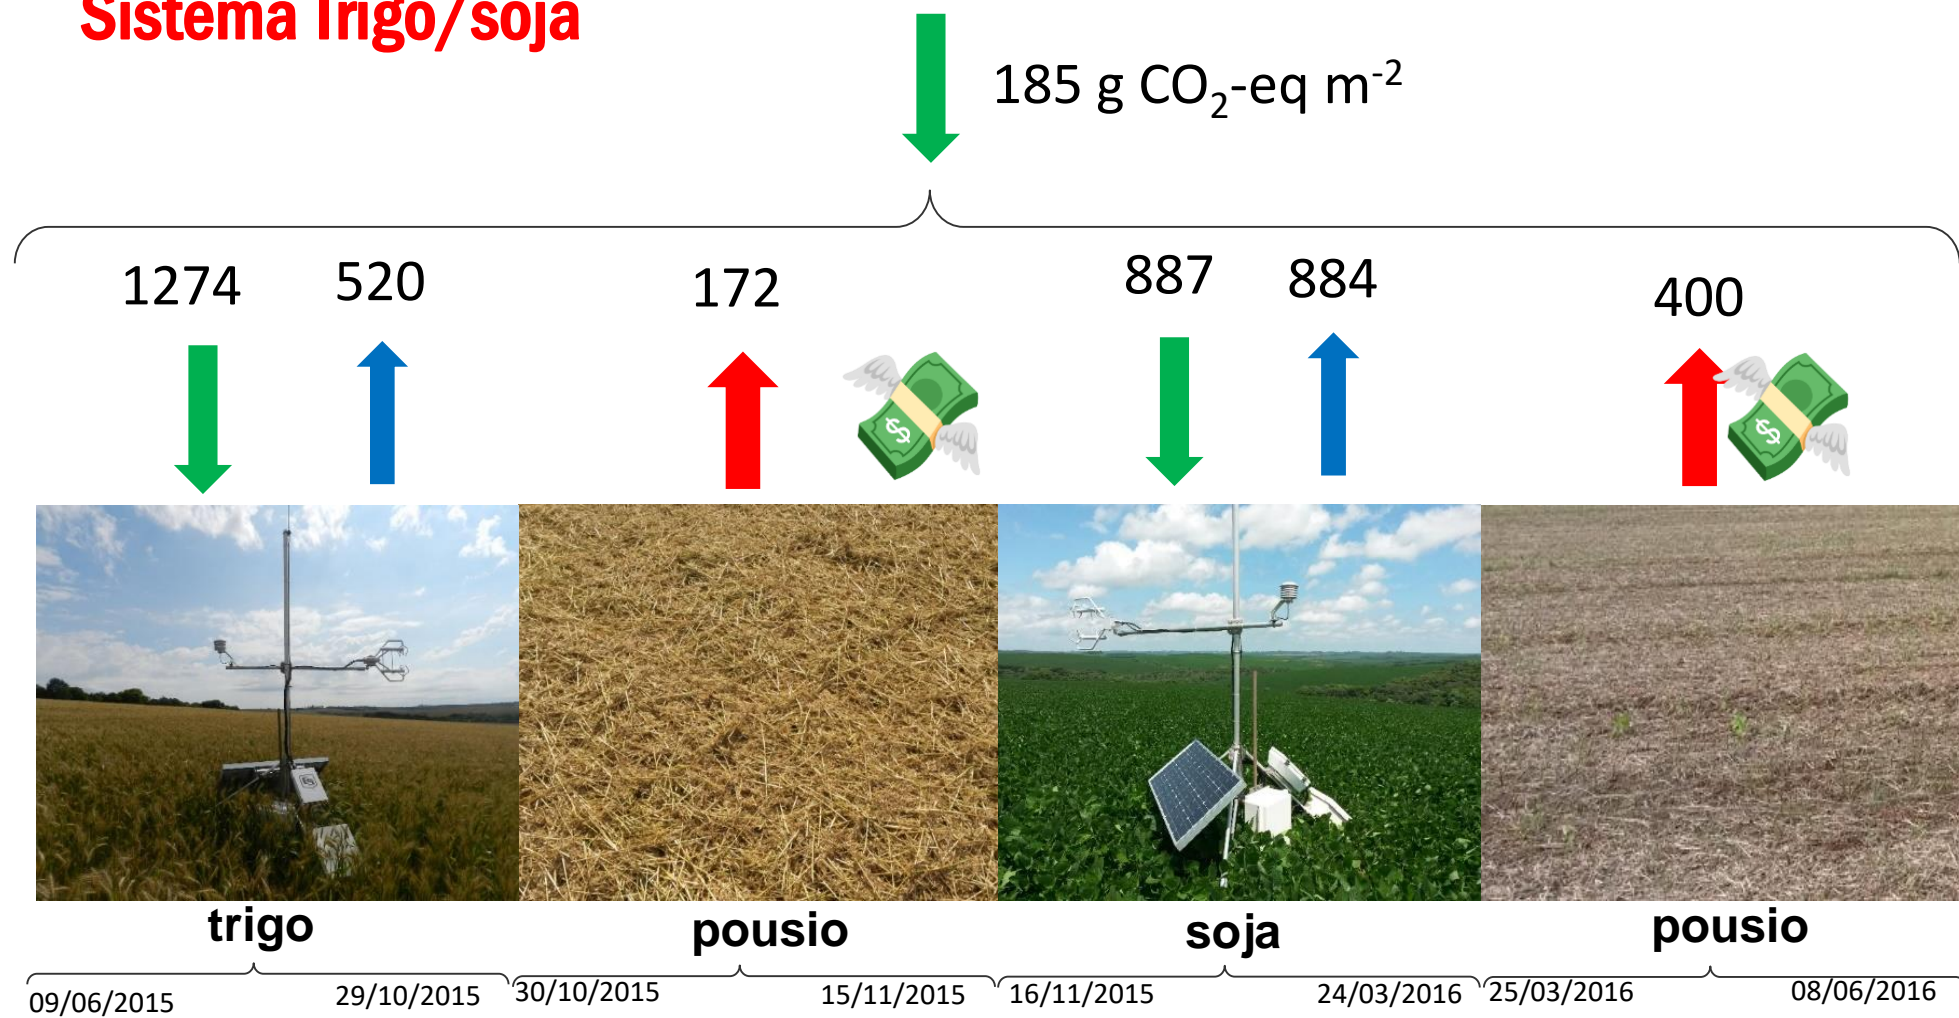 Sistema Trigo/soja
185 g CO₂-eq m⁻²
1274 520 172 887 884 400
trigo pousio soja pousio
09/06/2015 29/10/2015 30/10/2015 15/11/2015 16/11/2015 24/03/2016 25/03/2016 08/06/2016